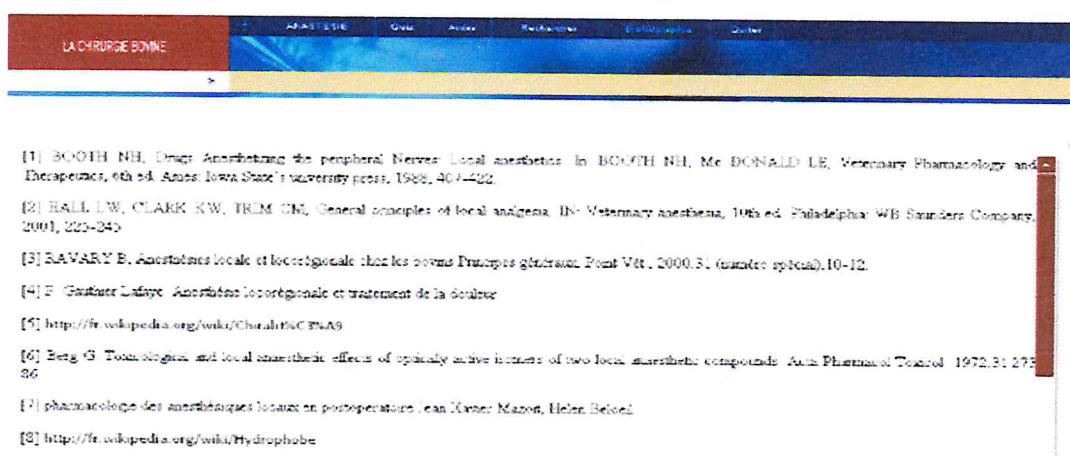 ANASTESIE Quiz Aides Rechercher Bibliographie Quitter
LA CHIRURGIE BOVINE
[1] BOOTH NH, Drugs Anesthetizing the peripheral Nerves: Local anesthetics. In BOOTH NH, Mc DONALD LE, Veterinary Pharmacology and
Therapeutics, 6th ed. Ames: Iowa State's university press, 1988, 407-422.
[2] HALL LW, CLARK KW, TRIM CM, General principles of local analgesia. IN: Veterinary anesthesia, 10th ed. Philadelphia: WB Saunders Company,
2001, 225-245
[3] RAVARY B, Anesthésies locale et locorégionale chez les bovins Principes généraux. Point Vét., 2000.31 (numéro spécial).10-12.
[4] F. Gauthier Lafaye. Anesthésie locorégionale et traitement de la douleur
[5] http://fr.wikipedia.org/wiki/Chiralit%C3%A9
[6] Berg G. Toxicological and local anaesthetic effects of optically active isomers of two local anaesthetic compounds. Acta Pharmacol Toxicol. 1972.31 273
86
[7] pharmacologie des anesthésiques locaux en postopératoire Jean Xavier Mazoit, Helen Beloeil
[8] http://fr.wikipedia.org/wiki/Hydrophobe